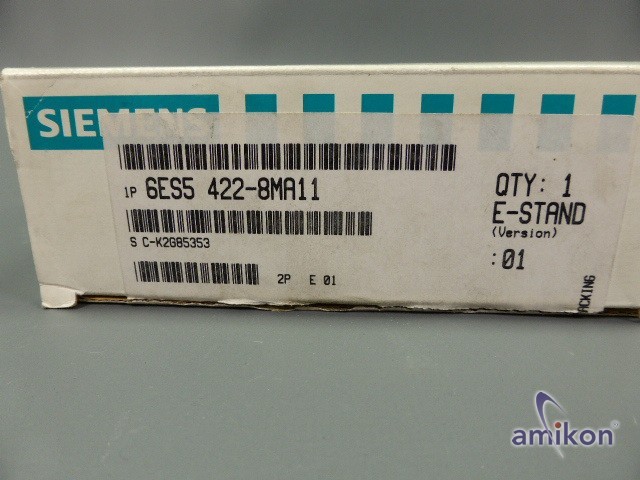 SIEMENS
1P 6ES5 422-8MA11
QTY: 1
E-STAND
(Version)
:01
S C-K2G85353
2P E 01
ACKING
amikon